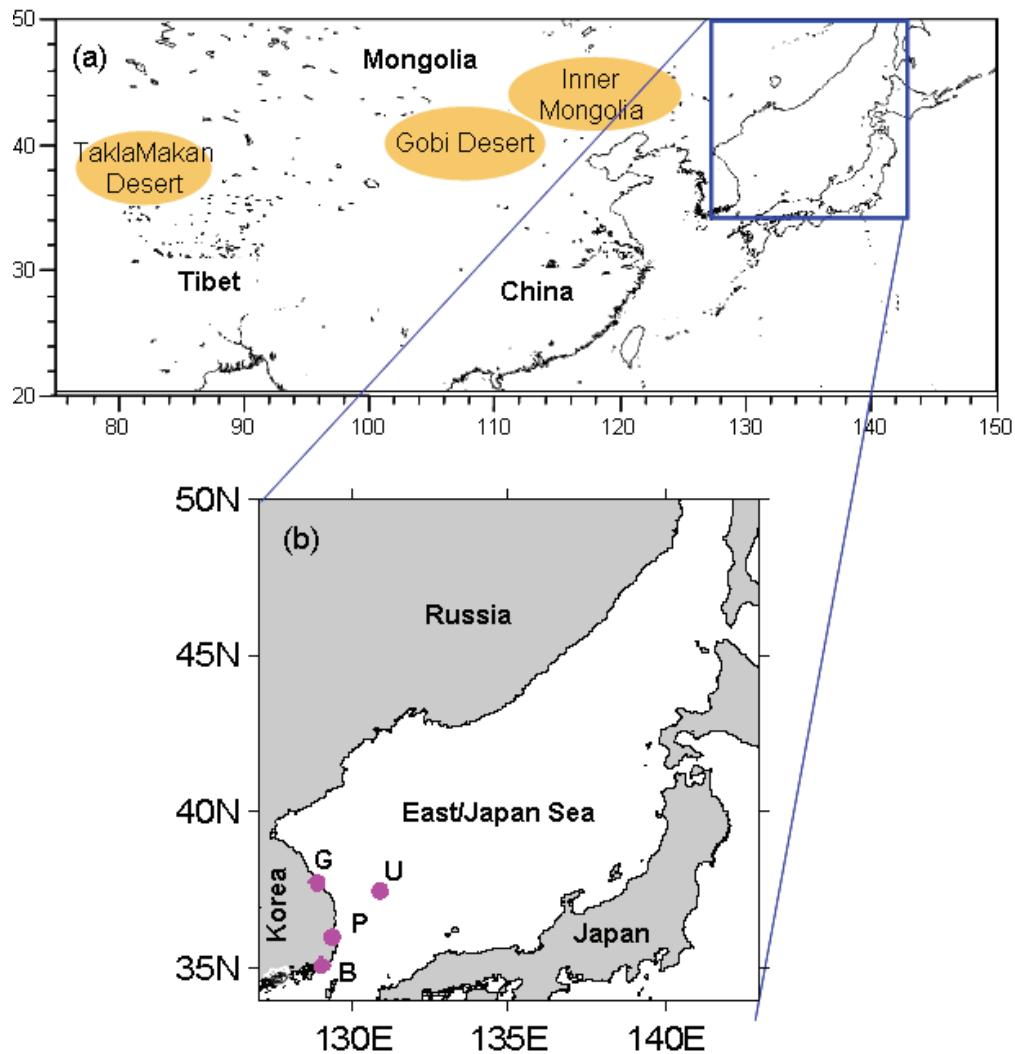 50
(a)
Mongolia
Inner
Mongolia
40
TaklaMakan
Desert
Gobi Desert
30
Tibet
China
20
80 90 100 110 120 130 140 150
50N
(b)
Russia
45N
East/Japan Sea
40N
G
U
Korea
P
Japan
35N
B
130E 135E 140E